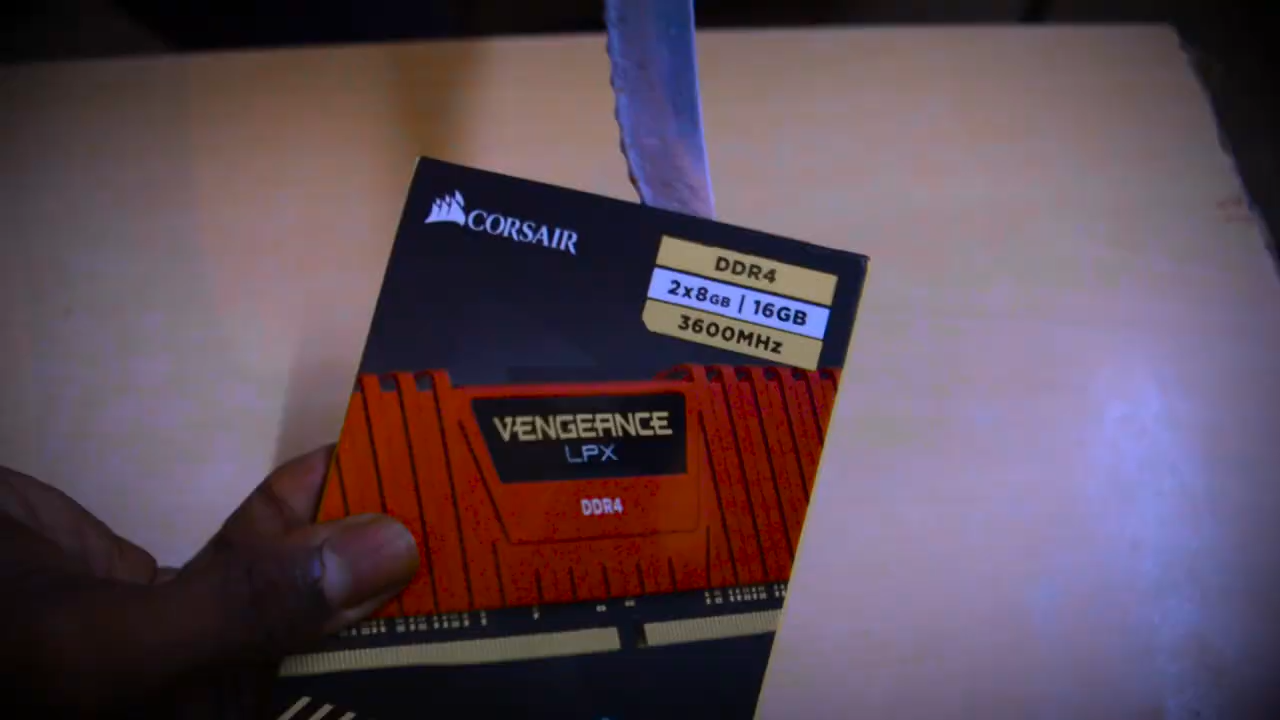 CORSAIR
DDR4
2x8GB | 16GB
3600MHz
VENGEANCE
LPX
DDR4